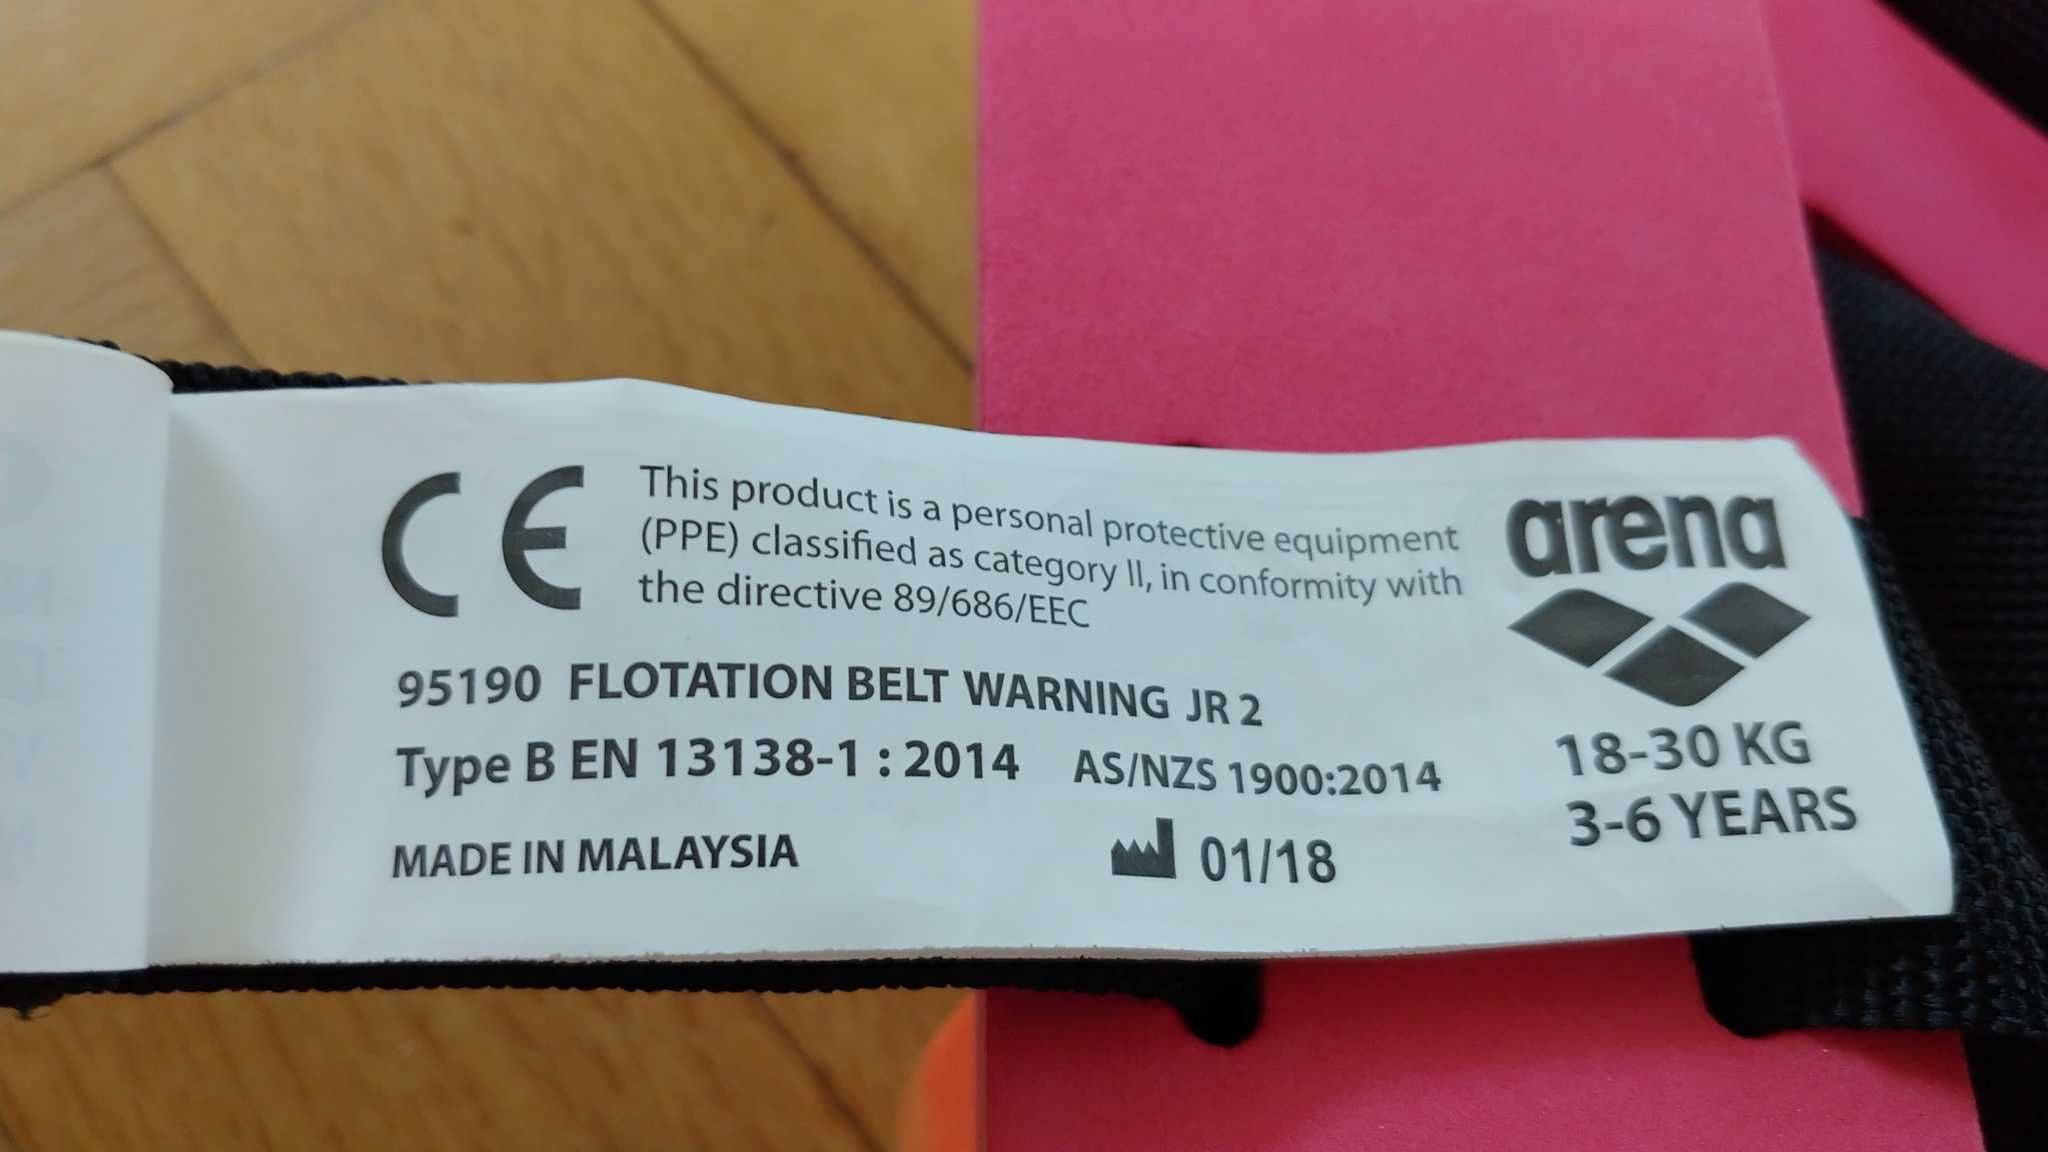 CE
This product is a personal protective equipment
(PPE) classified as category II, in conformity with
the directive 89/686/EEC
arena
95190 FLOTATION BELT WARNING JR 2
Type B EN 13138-1 : 2014 AS/NZS 1900:2014
18-30 KG
3-6 YEARS
MADE IN MALAYSIA
01/18